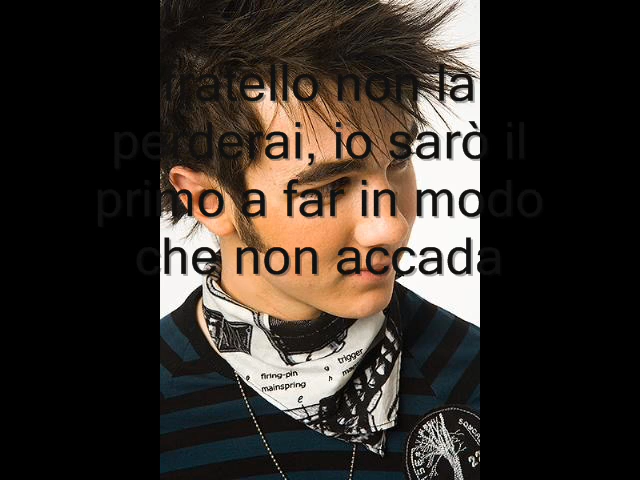 fratello non la
perderai, io sarò il
primo a far in modo
che non accada
firing-pin
mainspring
trigger